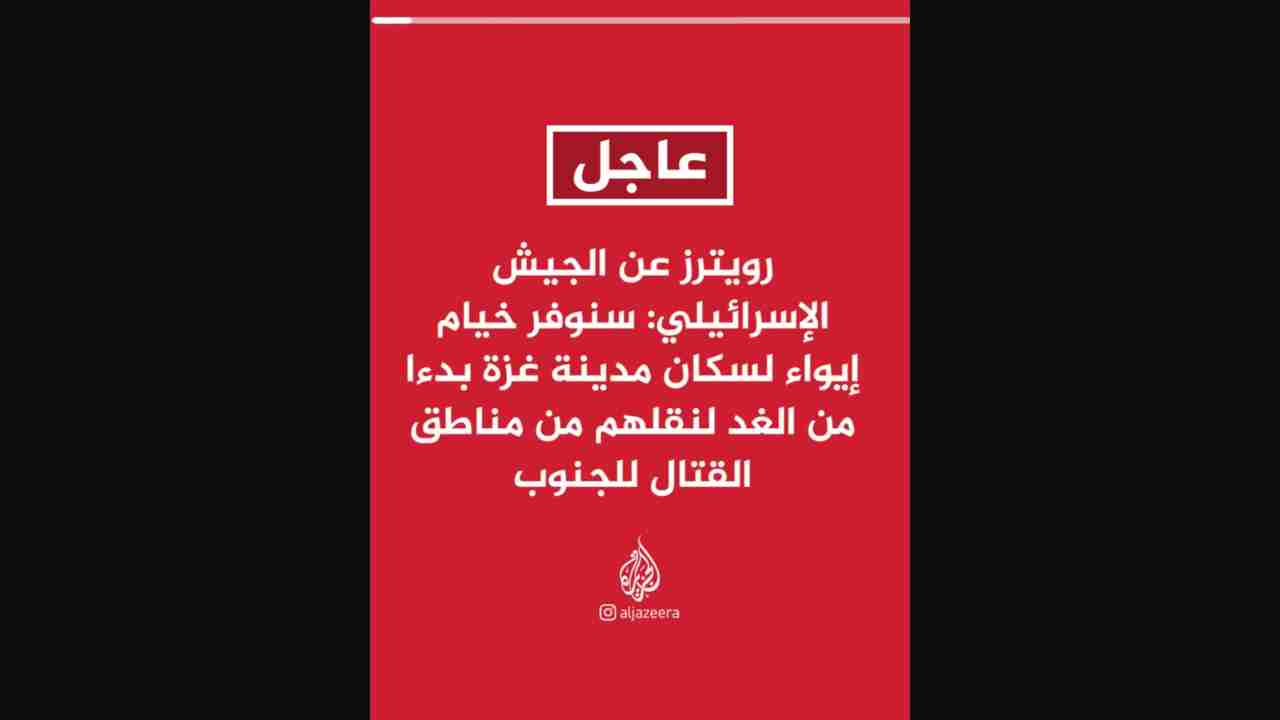 عاجل
رويترز عن الجيش
الإسرائيلي: سنوفر خيام
إيواء لسكان مدينة غزة بدءا
من الغد لنقلهم من مناطق
القتال للجنوب
الجزيرة
aljazeera